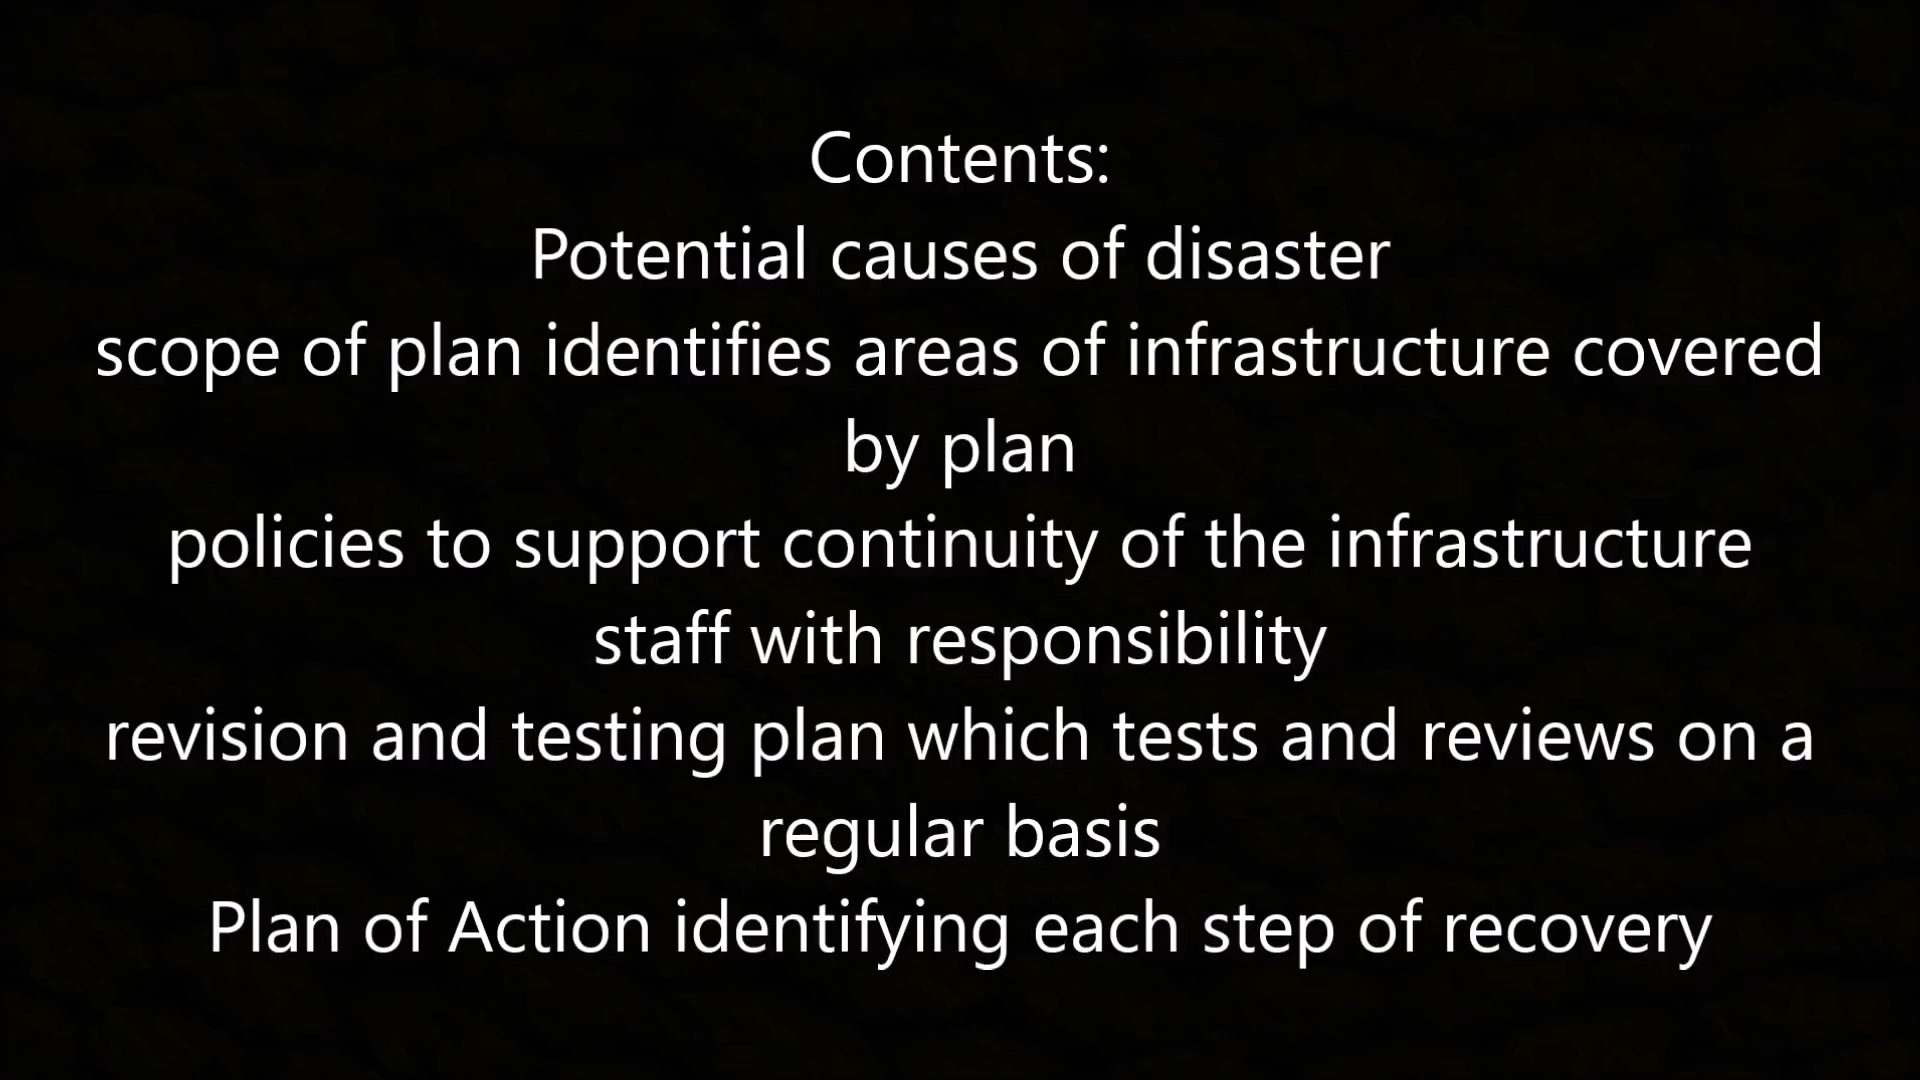 Contents:
Potential causes of disaster
scope of plan identifies areas of infrastructure covered
by plan
policies to support continuity of the infrastructure
staff with responsibility
revision and testing plan which tests and reviews on a
regular basis
Plan of Action identifying each step of recovery